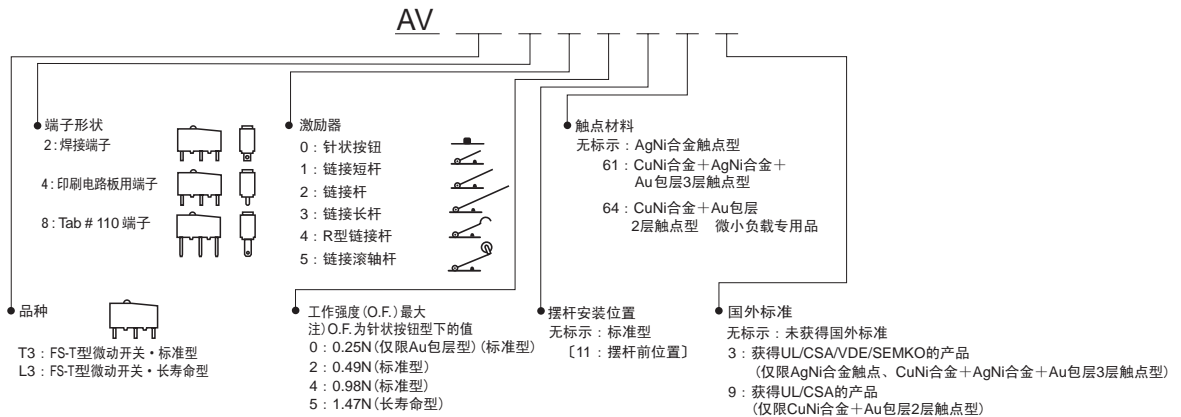 AV
端子形状
2:焊接端子
4:印刷电路板用端子
8:Tab # 110 端子
激励器
0：针状按钮
1：链接短杆
2：链接杆
3：链接长杆
4：R型链接杆
5：链接滚轴杆
触点材料
无标示：AgNi合金触点型
61：CuNi合金＋AgNi合金＋
Au包层3层触点型
64：CuNi合金＋Au包层
2层触点型 微小负载专用品
品种
T3：FS-T型微动开关・标准型
L3：FS-T型微动开关・长寿命型
工作强度(O.F.)最大
注)O.F.为针状按钮型下的值
0：0.25N(仅限Au包层型)(标准型)
2：0.49N(标准型)
4：0.98N(标准型)
5：1.47N(长寿命型)
摆杆安装位置
无标示：标准型
〔11：摆杆前位置〕
国外标准
无标示：未获得国外标准
3：获得UL/CSA/VDE/SEMKO的产品
(仅限AgNi合金触点、CuNi合金＋AgNi合金＋Au包层3层触点型)
9：获得UL/CSA的产品
(仅限CuNi合金＋Au包层2层触点型)